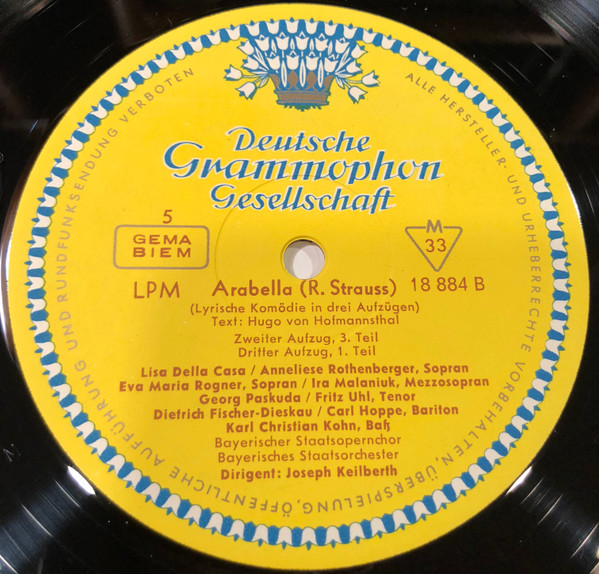 Deutsche
Grammophon
Gesellschaft
5
GEMA
BIEM
M
33
LPM Arabella (R. Strauss) 18 884 B
(Lyrische Komödie in drei Aufzügen)
Text: Hugo von Hofmannsthal
Zweiter Aufzug, 3. Teil
Dritter Aufzug, 1. Teil
Lisa Della Casa / Anneliese Rothenberger, Sopran
Eva Maria Rogner, Sopran / Ira Malaniuk, Mezzosopran
Georg Paskuda / Fritz Uhl, Tenor
Dietrich Fischer-Dieskau / Carl Hoppe, Bariton
Karl Christian Kohn, Baß
Bayerischer Staatsopernchor
Bayerisches Staatsorchester
Dirigent: Joseph Keilberth
ALLE HERSTELLER- UND URHEBERRECHTE VORBEHALTEN, ÜBERSPIELUNG, ÖFFENTLICHE AUFFÜHRUNG UND RUNDFUNKSENDUNG VERBOTEN